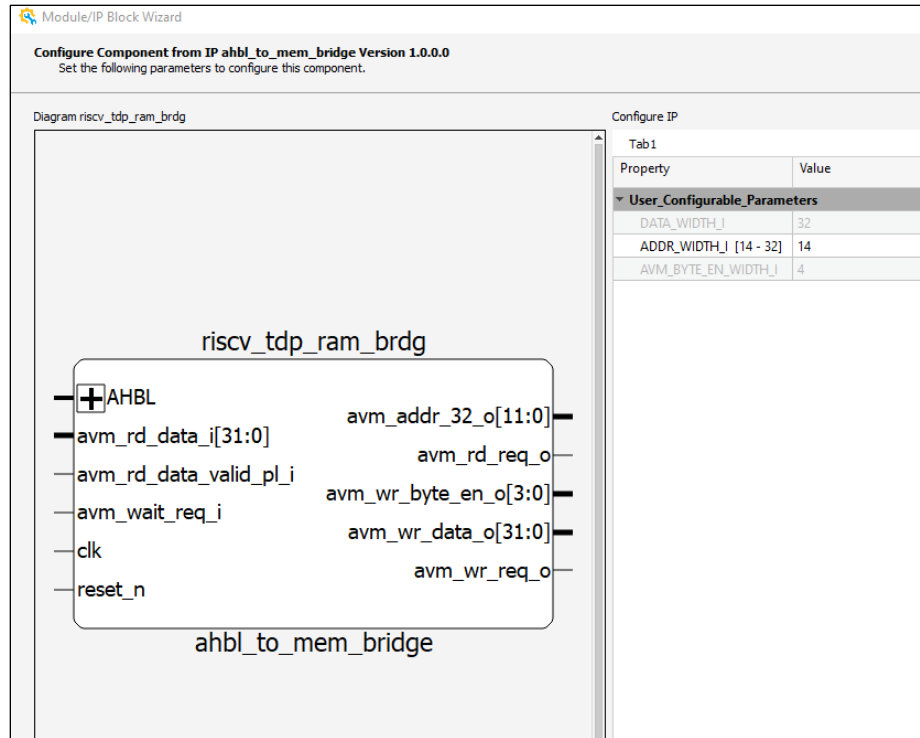 Module/IP Block Wizard
Configure Component from IP ahbl_to_mem_bridge Version 1.0.0.0
Set the following parameters to configure this component.
Diagram riscv_tdp_ram_brdg
riscv_tdp_ram_brdg
AHBL
avm_rd_data_i[31:0]
avm_rd_data_valid_pl_i
avm_wait_req_i
clk
reset_n
avm_addr_32_o[11:0]
avm_rd_req_o
avm_wr_byte_en_o[3:0]
avm_wr_data_o[31:0]
avm_wr_req_o
ahbl_to_mem_bridge
Configure IP
Tab1
Property Value
User_Configurable_Parameters
DATA_WIDTH_I 32
ADDR_WIDTH_I [14 - 32] 14
AVM_BYTE_EN_WIDTH_I 4